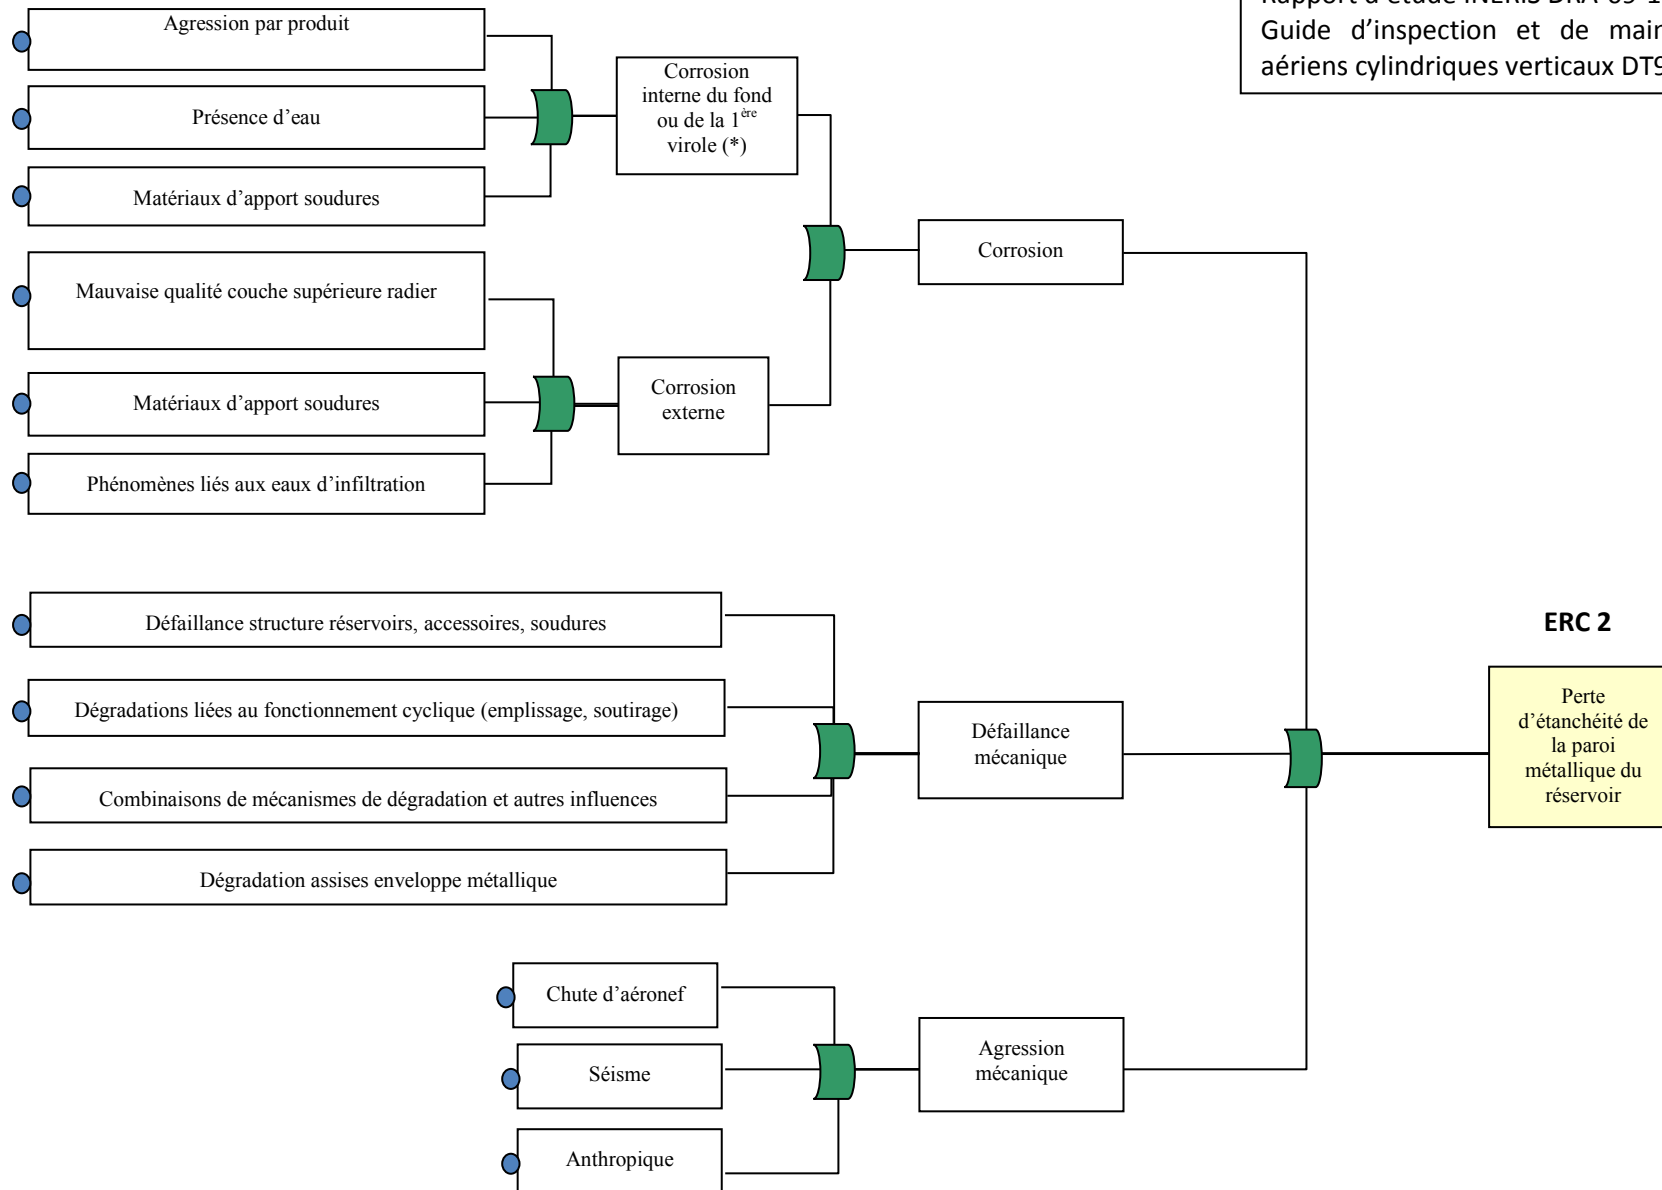 Rapport d'étude INERIS DRA-09-1
Guide d'inspection et de main
aériens cylindriques verticaux DT9
Agression par produit
Présence d'eau
Matériaux d'apport soudures
Corrosion
interne du fond
ou de la 1ère
virole (*)
Mauvaise qualité couche supérieure radier
Matériaux d'apport soudures
Phénomènes liés aux eaux d'infiltration
Corrosion
externe
Corrosion
Défaillance structure réservoirs, accessoires, soudures
Dégradations liées au fonctionnement cyclique (emplissage, soutirage)
Combinaisons de mécanismes de dégradation et autres influences
Dégradation assises enveloppe métallique
Défaillance
mécanique
Chute d'aéronef
Séisme
Anthropique
Agression
mécanique
ERC 2
Perte
d'étanchéité de
la paroi
métallique du
réservoir